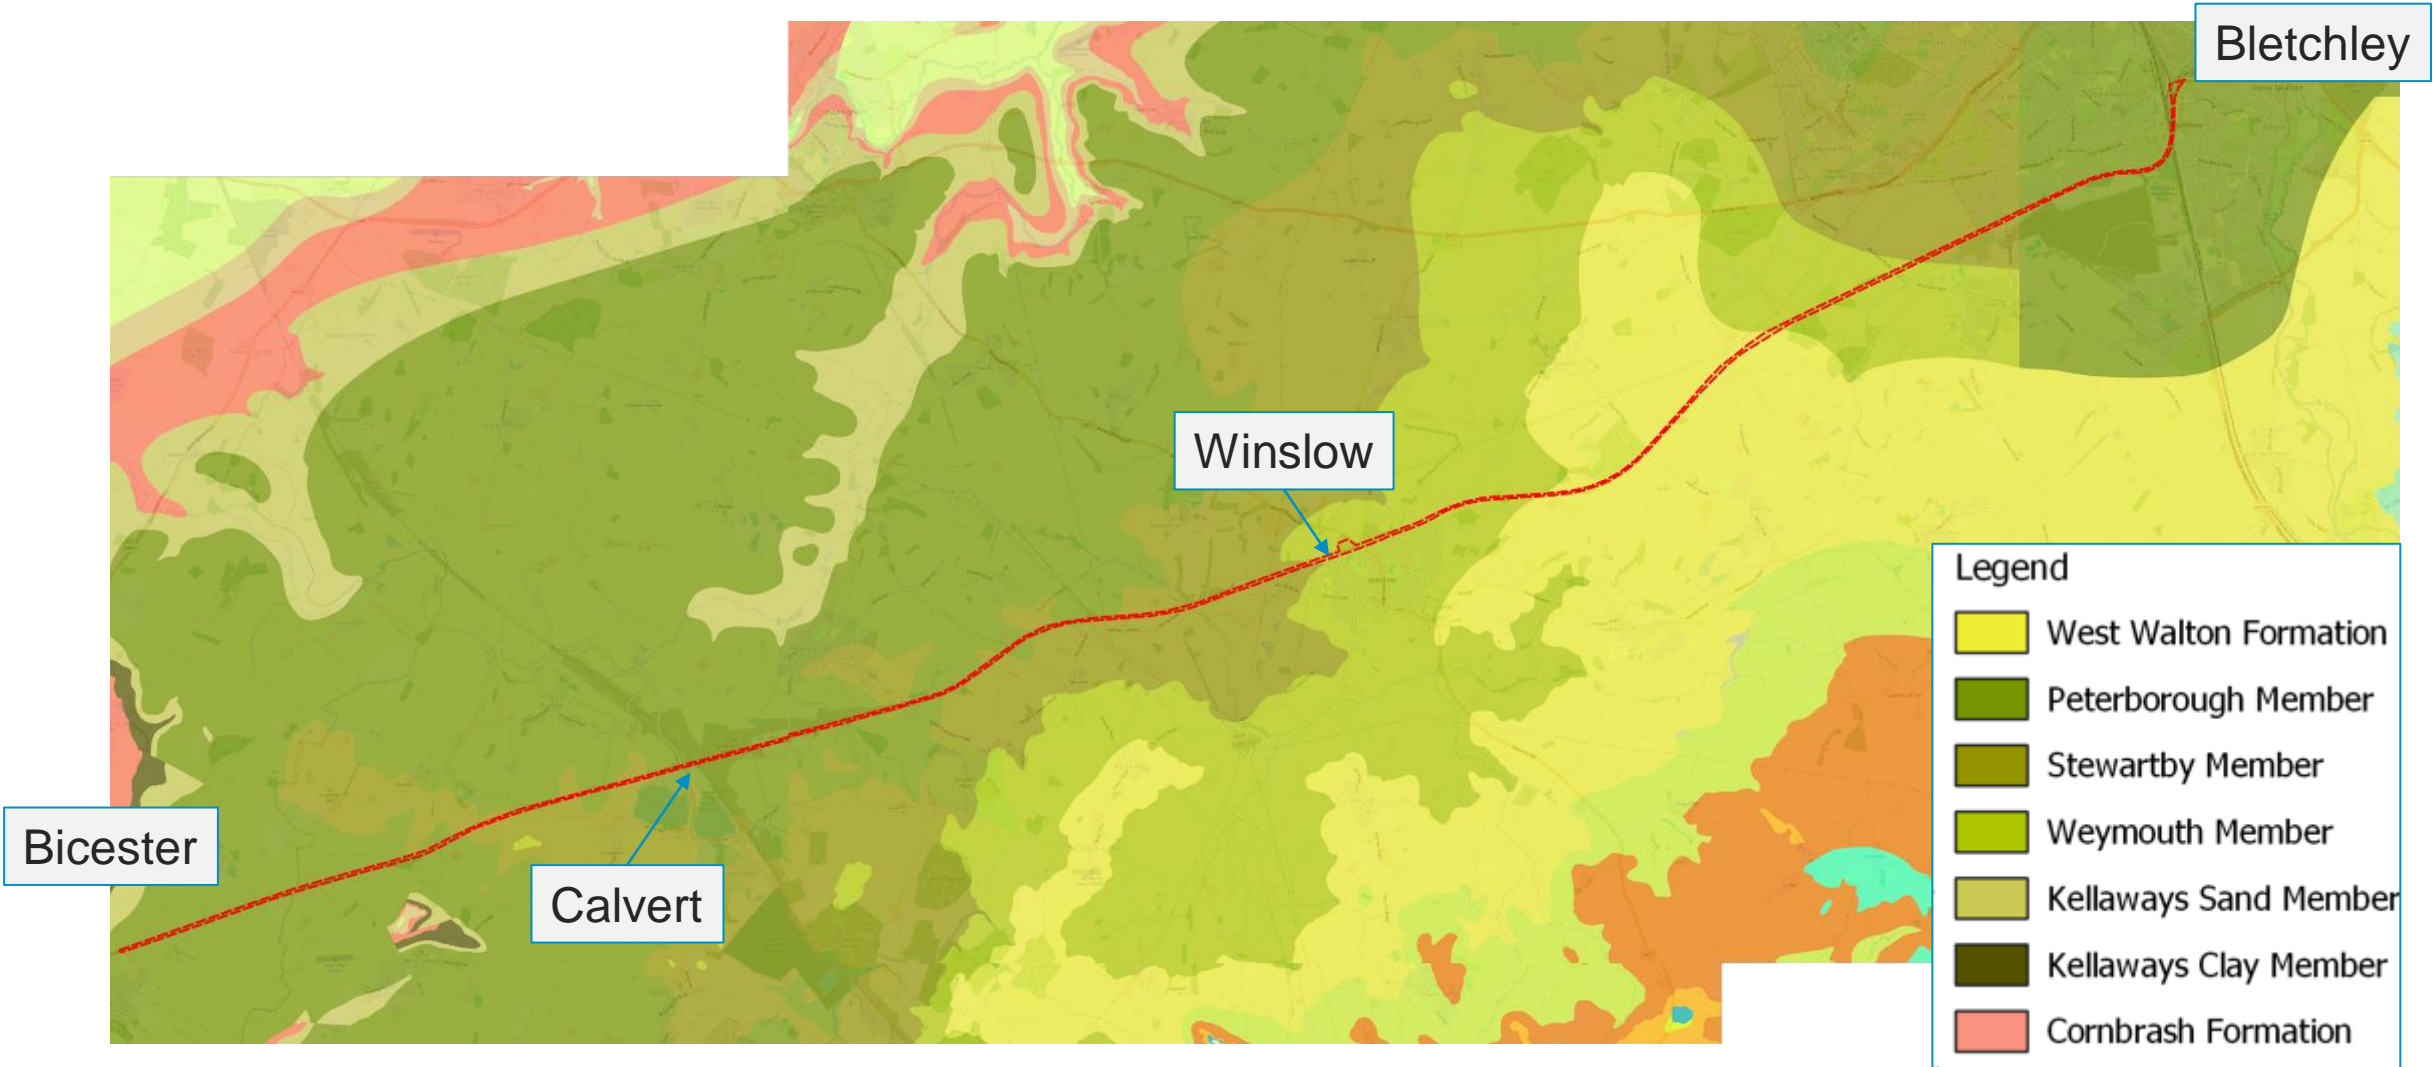 Bletchley
Winslow
Bicester
Calvert
Legend
West Walton Formation
Peterborough Member
Stewartby Member
Weymouth Member
Kellaways Sand Member
Kellaways Clay Member
Cornbrash Formation